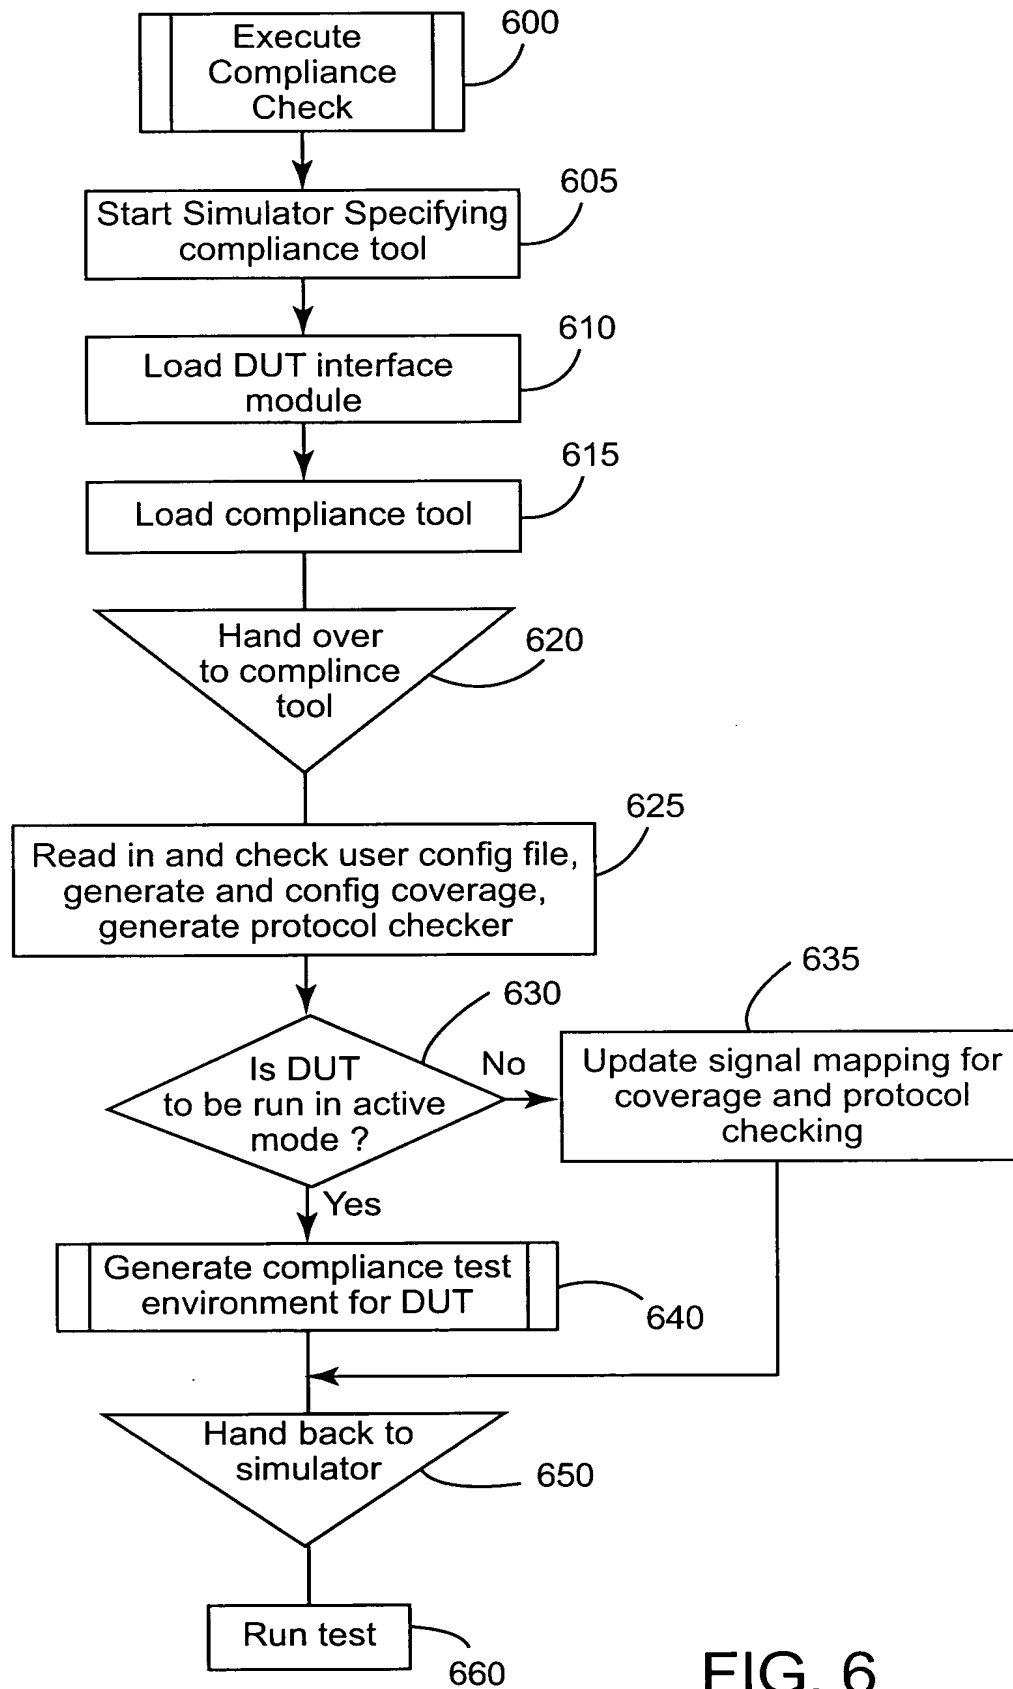 Execute
Compliance
Check
600
Start Simulator Specifying
compliance tool
605
Load DUT interface
module
610
Load compliance tool
615
Hand over
to complince
tool
620
Read in and check user config file,
generate and config coverage,
generate protocol checker
625
Is DUT
to be run in active
mode ?
630
No
Update signal mapping for
coverage and protocol
checking
635
Yes
Generate compliance test
environment for DUT
640
Hand back to
simulator
650
Run test
660
FIG. 6